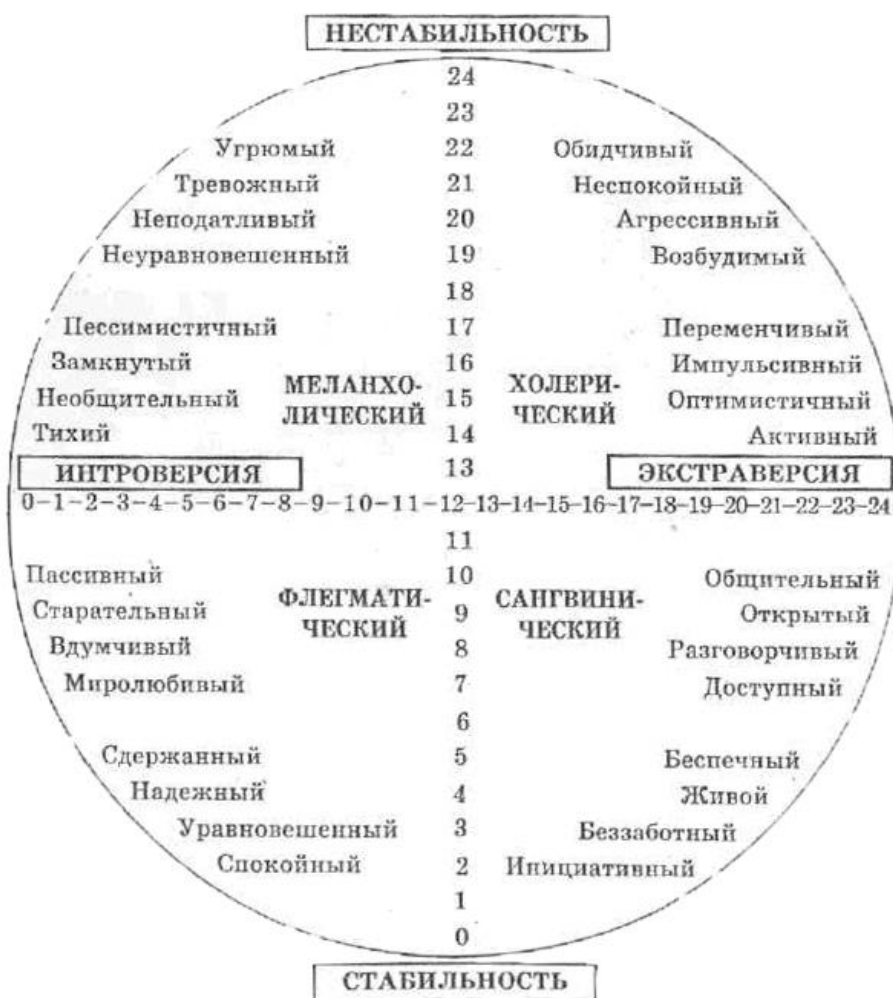 НЕСТАБИЛЬНОСТЬ
24
23
Угрюмый 22 Обидчивый
Тревожный 21 Неспокойный
Неподатливый 20 Агрессивный
Неуравновешенный 19 Возбудимый
18
Пессимистичный 17 Переменчивый
Замкнутый 16 Импульсивный
МЕЛАНХО- ХОЛЕРИ-
Необщительный 15 Оптимистичный
ЛИЧЕСКИЙ ЧЕСКИЙ
Тихий 14 Активный
ИНТРОВЕРСИЯ 13 ЭКСТРАВЕРСИЯ
0-1-2-3-4-5-6-7-8-9-10-11-12-13-14-15-16-17-18-19-20-21-22-23-24
11
Пассивный 10 Общительный
ФЛЕГМАТИ- САНГВИНИ-
Старательный 9 Открытый
ЧЕСКИЙ ЧЕСКИЙ
Вдумчивый 8 Разговорчивый
Миролюбивый 7 Доступный
6
Сдержанный 5 Беспечный
Надежный 4 Живой
Уравновешенный 3 Беззаботный
Спокойный 2 Инициативный
1
0
СТАБИЛЬНОСТЬ